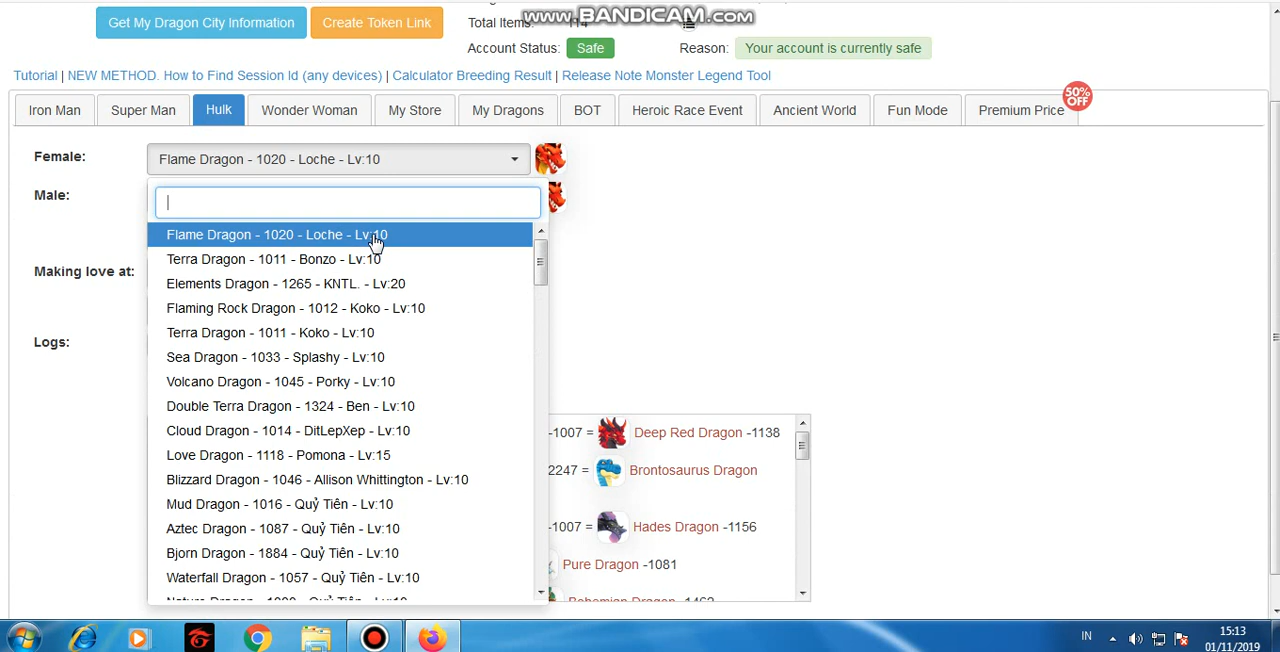 www.BANDICAM.com
Get My Dragon City Information
Create Token Link
Total Items:
Account Status: Safe Reason: Your account is currently safe
Tutorial | NEW METHOD. How to Find Session Id (any devices) | Calculator Breeding Result | Release Note Monster Legend Tool
50% OFF
Iron Man Super Man Hulk Wonder Woman My Store My Dragons BOT Heroic Race Event Ancient World Fun Mode Premium Price
Female: Flame Dragon - 1020 - Loche - Lv:10
Male:
Flame Dragon - 1020 - Loche - Lv:10
Terra Dragon - 1011 - Bonzo - Lv:10
Making love at:
Elements Dragon - 1265 - KNTL. - Lv:20
Flaming Rock Dragon - 1012 - Koko - Lv:10
Terra Dragon - 1011 - Koko - Lv:10
Logs:
Sea Dragon - 1033 - Splashy - Lv:10
Volcano Dragon - 1045 - Porky - Lv:10
Double Terra Dragon - 1324 - Ben - Lv:10
Cloud Dragon - 1014 - DitLepXep - Lv:10
-1007 = Deep Red Dragon -1138
Love Dragon - 1118 - Pomona - Lv:15
2247 = Brontosaurus Dragon
Blizzard Dragon - 1046 - Allison Whittington - Lv:10
Mud Dragon - 1016 - Quỷ Tiên - Lv:10
Aztec Dragon - 1087 - Quỷ Tiên - Lv:10
-1007 = Hades Dragon -1156
Bjorn Dragon - 1884 - Quỷ Tiên - Lv:10
Pure Dragon -1081
Waterfall Dragon - 1057 - Quỷ Tiên - Lv:10
IN
15:13
01/11/2019